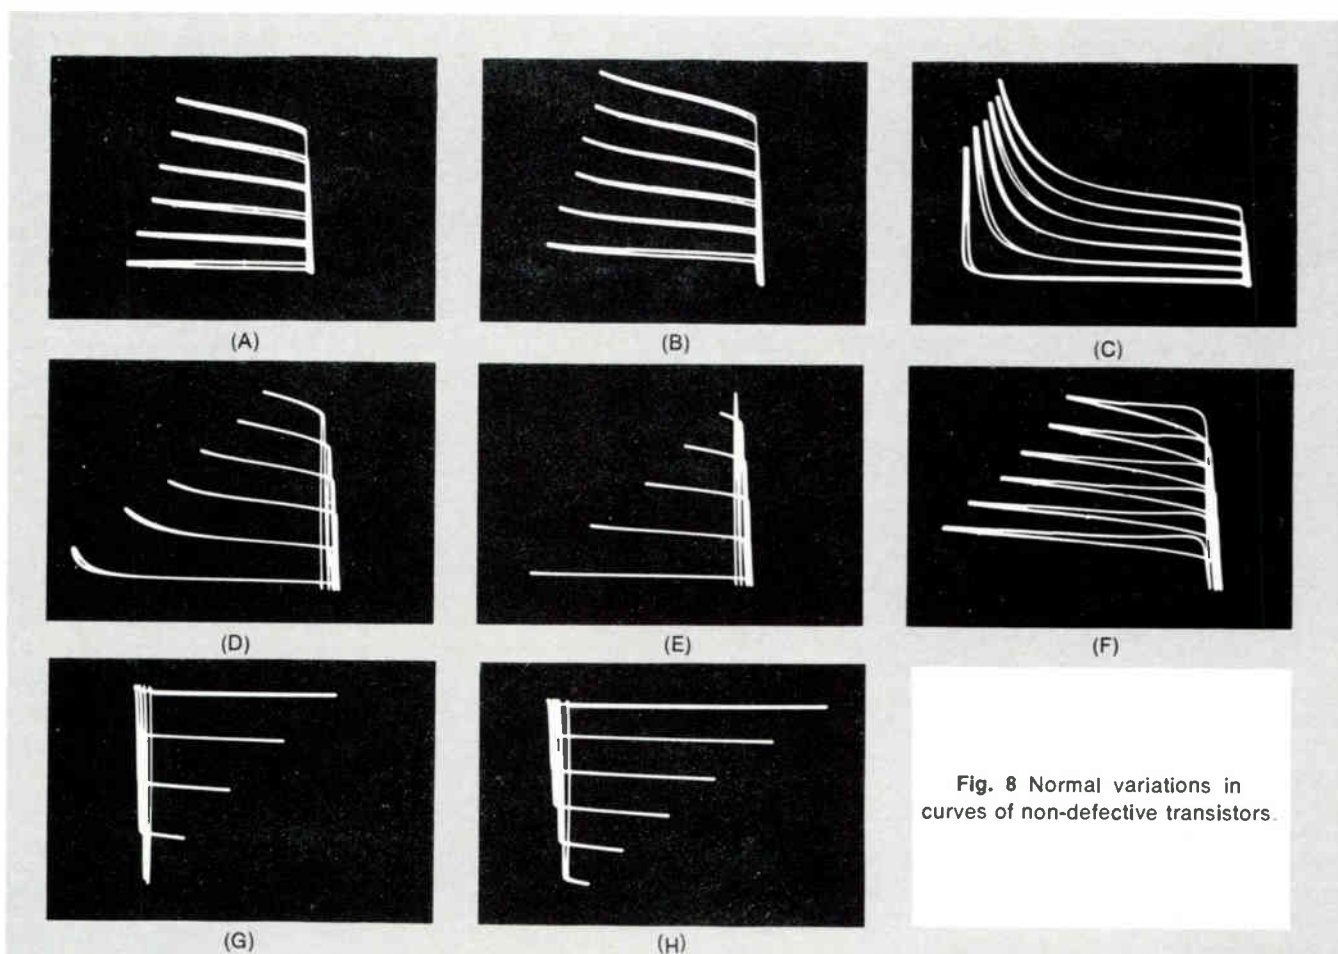 (A)
(B)
(C)
(D)
(E)
(F)
(G)
(H)
Fig. 8 Normal variations in
curves of non-defective transistors.